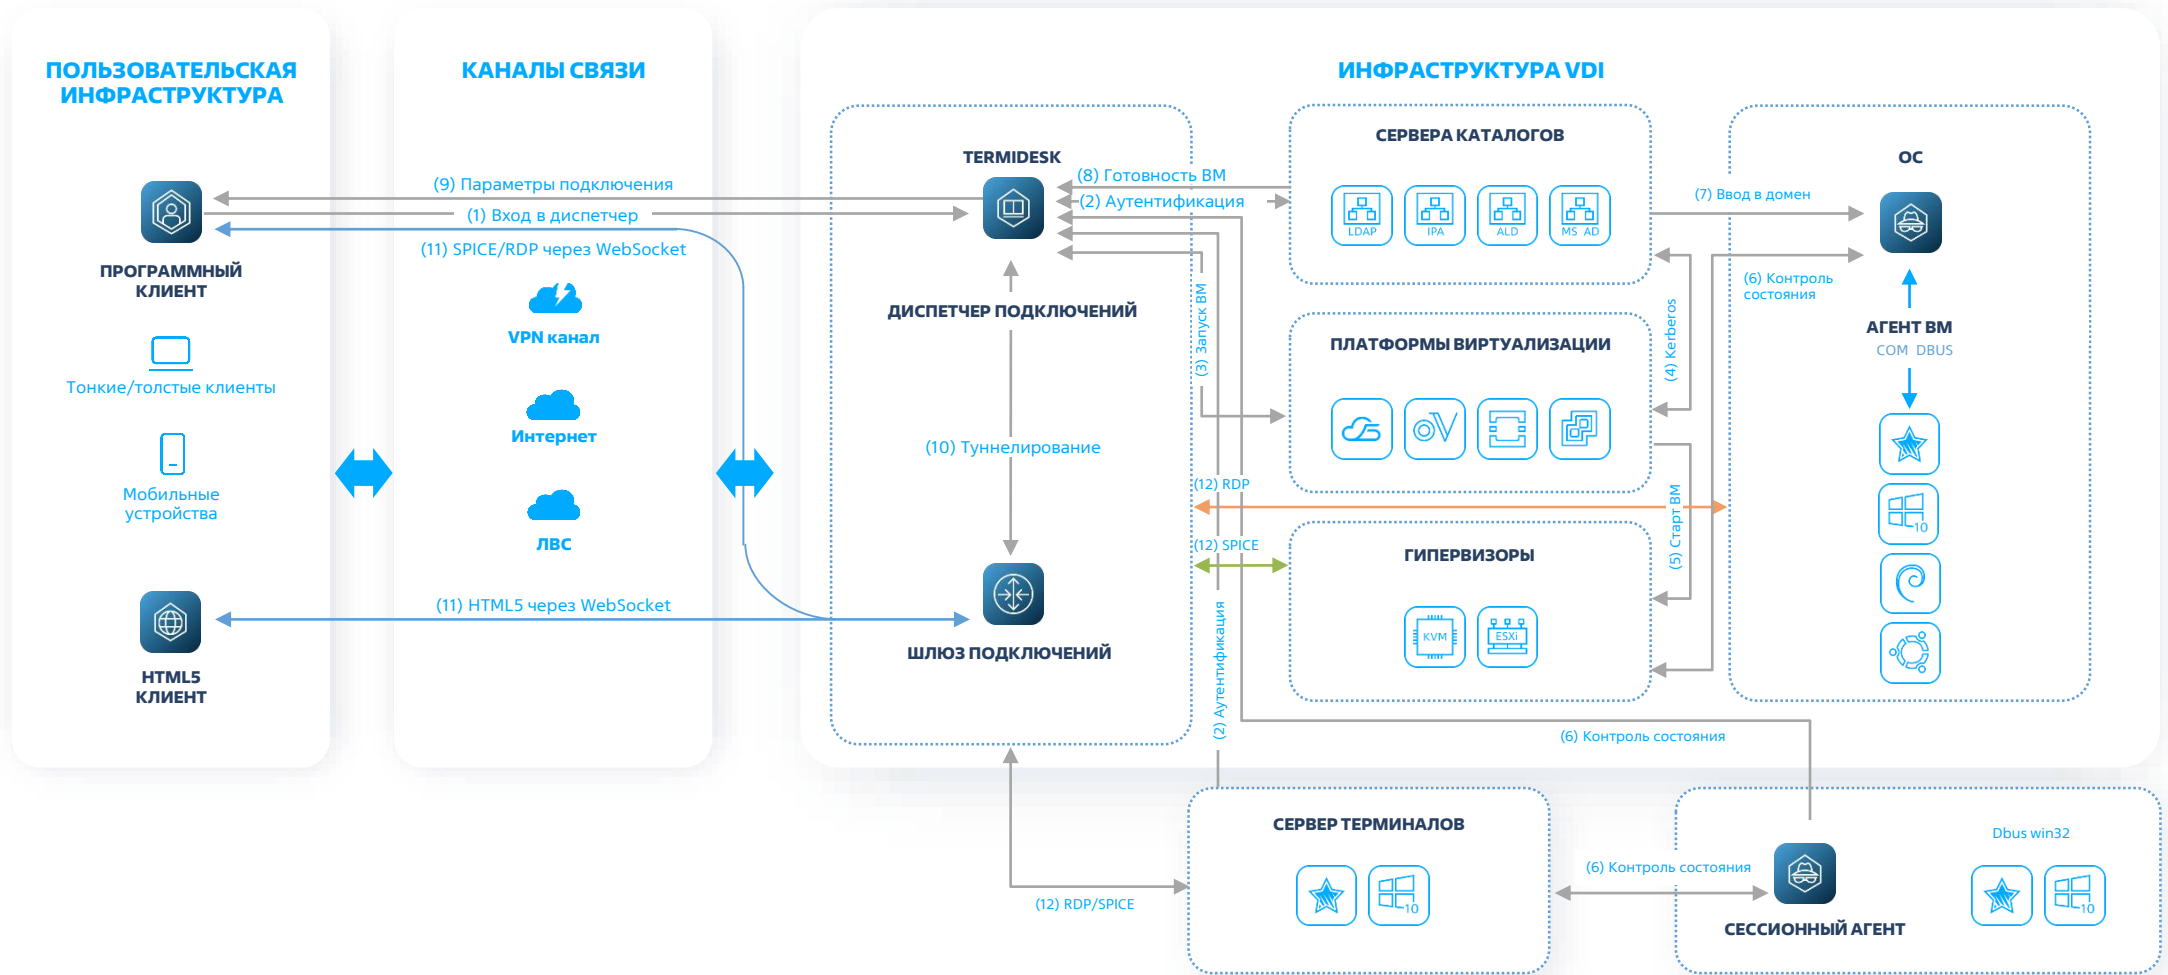 ПОЛЬЗОВАТЕЛЬСКАЯ
ИНФРАСТРУКТУРА
ПРОГРАММНЫЙ
КЛИЕНТ
Тонкие/толстые клиенты
Мобильные
устройства
HTML5
КЛИЕНТ
КАНАЛЫ СВЯЗИ
(9) Параметры подключения
(1) Вход в диспетчер
(11) SPICE/RDP через WebSocket
VPN канал
Интернет
ЛВС
(11) HTML5 через WebSocket
ИНФРАСТРУКТУРА VDI
TERMIDESK
ДИСПЕТЧЕР ПОДКЛЮЧЕНИЙ
(10) Туннелирование
ШЛЮЗ ПОДКЛЮЧЕНИЙ
(8) Готовность ВМ
(2) Аутентификация
(3) Запуск ВМ
(12) RDP
(12) SPICE
(2) Аутентификация
СЕРВЕРА КАТАЛОГОВ
LDAP
IPA
ALD
MS AD
ПЛАТФОРМЫ ВИРТУАЛИЗАЦИИ
oV
ГИПЕРВИЗОРЫ
KVM
ESXi
(4) Kerberos
(5) Старт ВМ
(7) Ввод в домен
(6) Контроль
состояния
ОС
АГЕНТ ВМ
COM DBUS
10
(6) Контроль состояния
(12) RDP/SPICE
СЕРВЕР ТЕРМИНАЛОВ
10
(6) Контроль состояния
СЕССИОННЫЙ АГЕНТ
Dbus win32
10